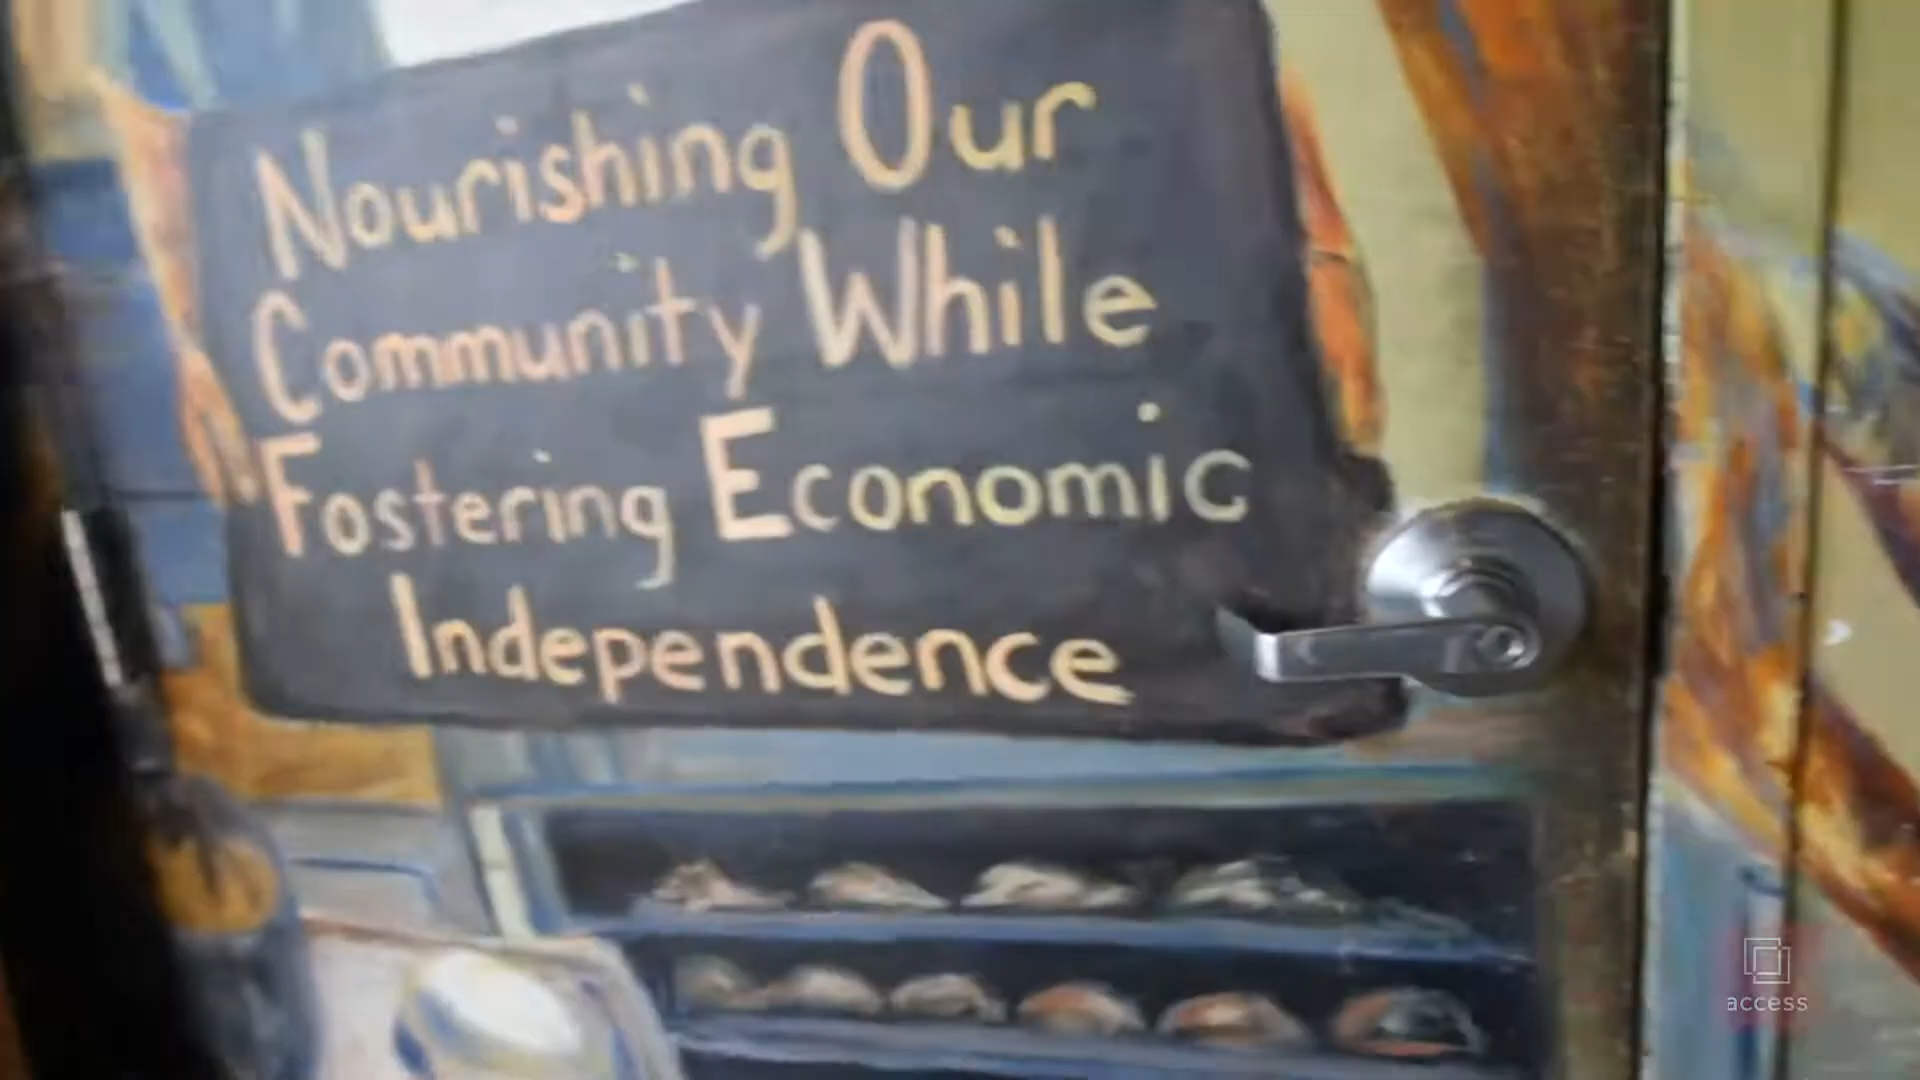 Nourishing Our
Community While
Fostering Economic
Independence
access